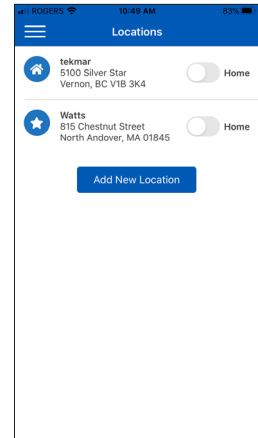 ROGERS 10:49 AM 83%
Locations
tekmar
5100 Silver Star
Vernon, BC V1B 3K4
Home
Watts
815 Chestnut Street
North Andover, MA 01845
Home
Add New Location